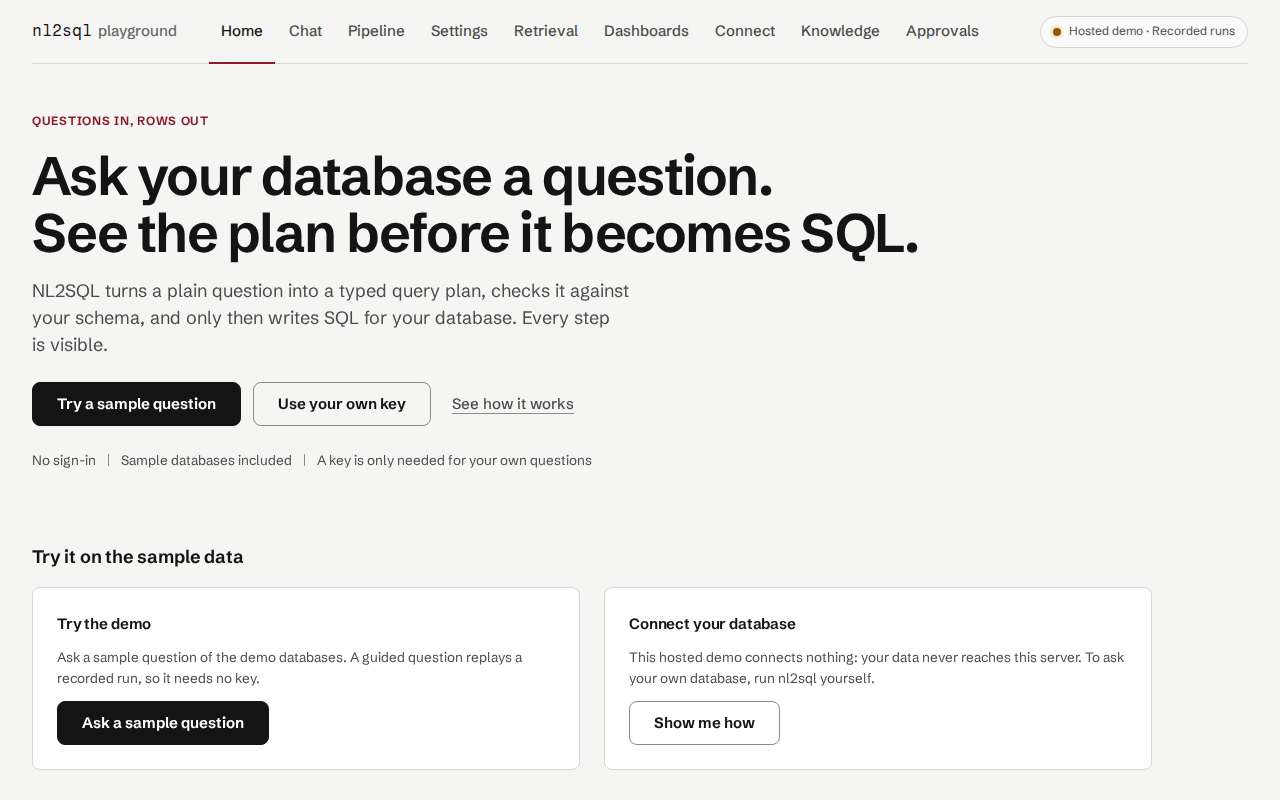 nl2sql playground Home Chat Pipeline Settings Retrieval Dashboards Connect Knowledge Approvals Hosted demo · Recorded runs
QUESTIONS IN, ROWS OUT
Ask your database a question.
See the plan before it becomes SQL.
NL2SQL turns a plain question into a typed query plan, checks it against
your schema, and only then writes SQL for your database. Every step
is visible.
Try a sample question Use your own key See how it works
No sign-in | Sample databases included | A key is only needed for your own questions
Try it on the sample data
Try the demo
Ask a sample question of the demo databases. A guided question replays a
recorded run, so it needs no key.
Ask a sample question
Connect your database
This hosted demo connects nothing: your data never reaches this server. To ask
your own database, run nl2sql yourself.
Show me how